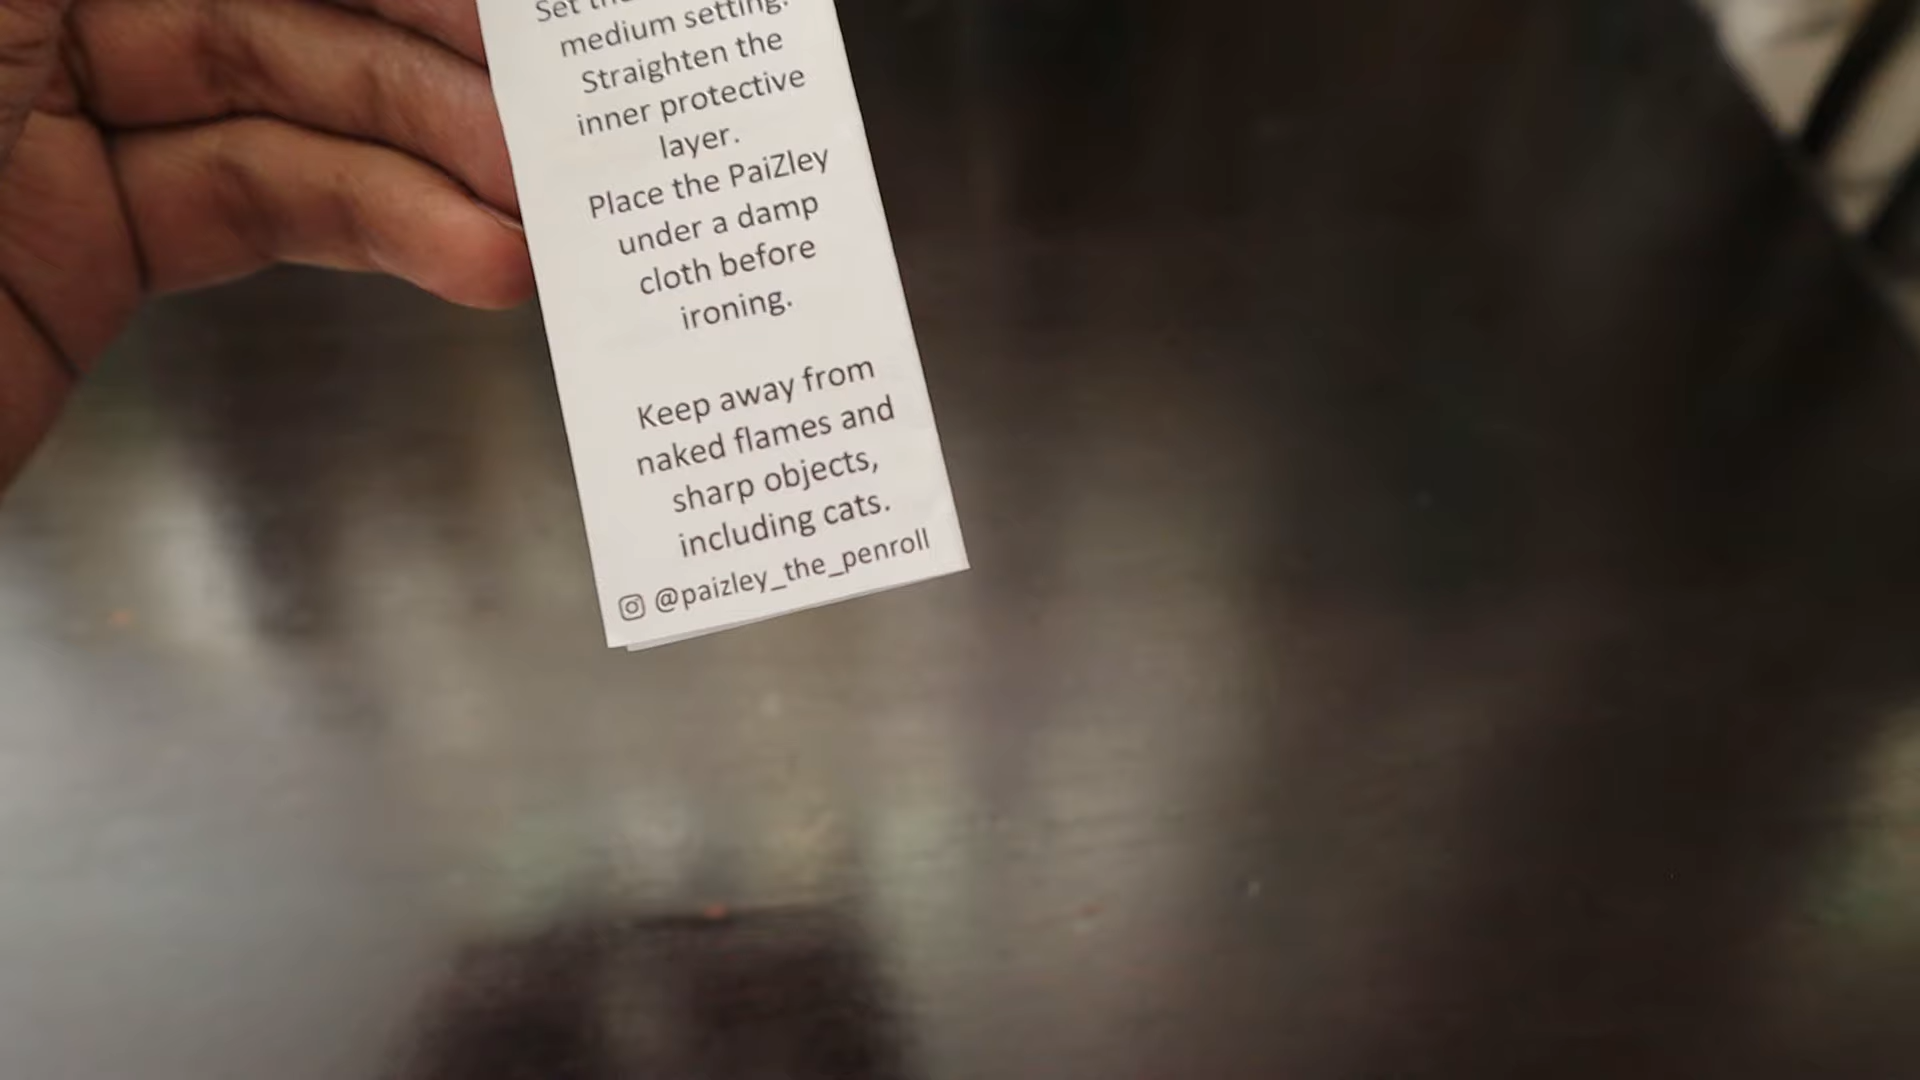 Set
medium setting.
Straighten the
inner protective
layer.
Place the PaiZley
under a damp
cloth before
ironing.
Keep away from
naked flames and
sharp objects,
including cats.
@paizley_the_penroll